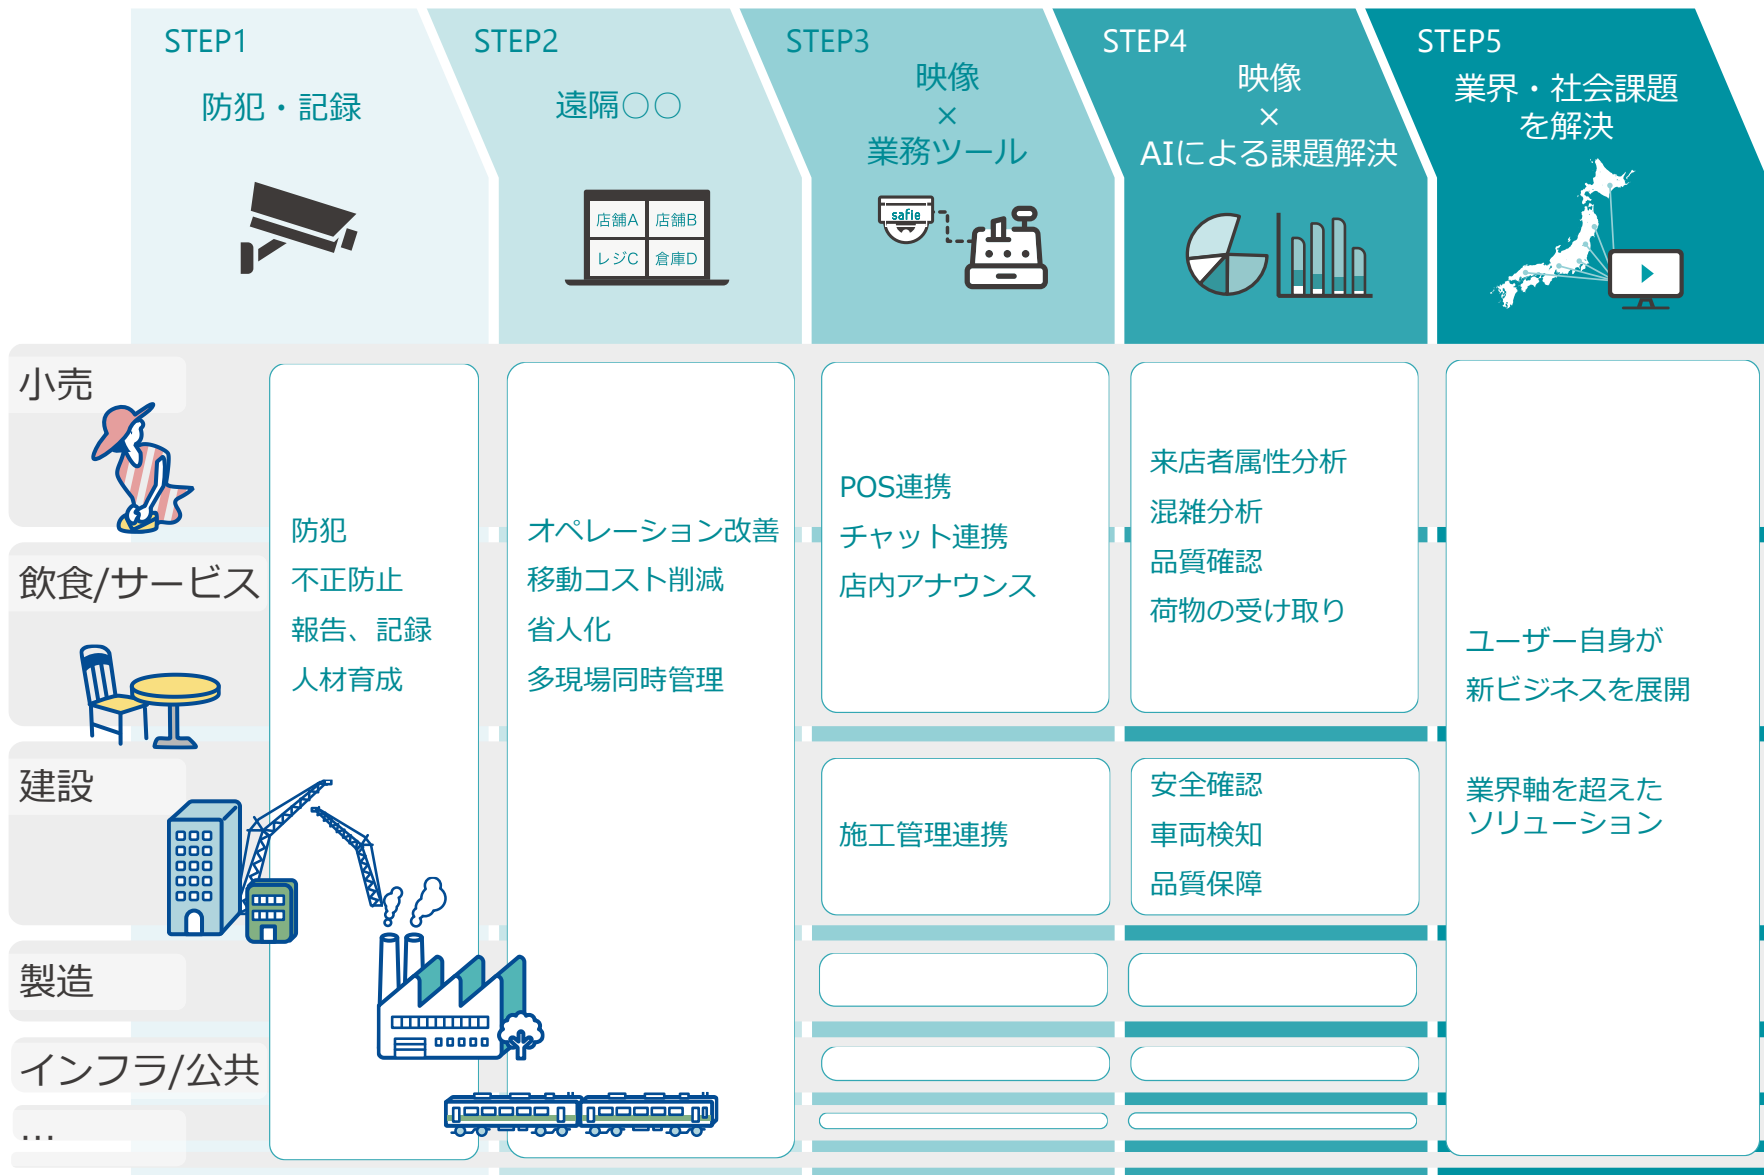 STEP1
防犯・記録
STEP2
遠隔○○
店舗A
店舗B
レジC
倉庫D
STEP3
映像
×
業務ツール
safie
STEP4
映像
×
AIによる課題解決
STEP5
業界・社会課題
を解決
小売
飲食/サービス
建設
製造
インフラ/公共
…
防犯
不正防止
報告、記録
人材育成
オペレーション改善
移動コスト削減
省人化
多現場同時管理
POS連携
チャット連携
店内アナウンス
来店者属性分析
混雑分析
品質確認
荷物の受け取り
施工管理連携
安全確認
車両検知
品質保障
ユーザー自身が
新ビジネスを展開
業界軸を超えた
ソリューション